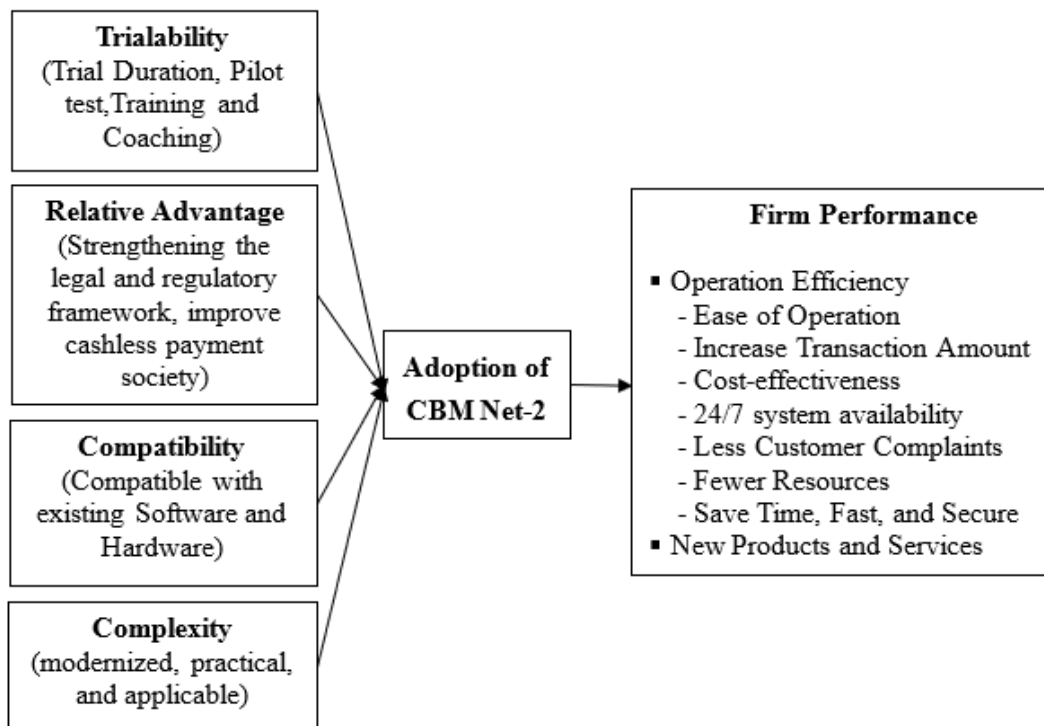 Trialability
(Trial Duration, Pilot
test,Training and
Coaching)
Relative Advantage
(Strengthening the
legal and regulatory
framework, improve
cashless payment
society)
Compatibility
(Compatible with
existing Software and
Hardware)
Complexity
(modernized, practical,
and applicable)
Adoption of
CBM Net-2
Firm Performance
▪ Operation Efficiency
- Ease of Operation
- Increase Transaction Amount
- Cost-effectiveness
- 24/7 system availability
- Less Customer Complaints
- Fewer Resources
- Save Time, Fast, and Secure
▪ New Products and Services